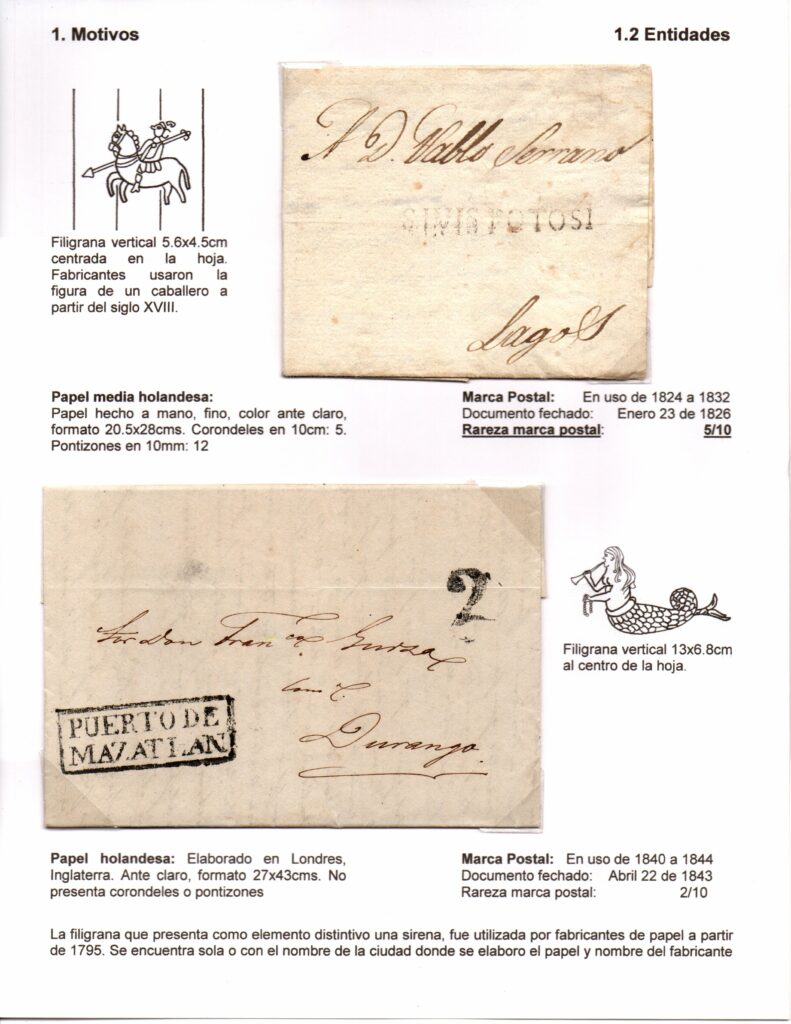 1. Motivos
1.2 Entidades
A D. Pablo Serrano
S. LUIS POTOSI
Lagos
Filigrana vertical 5.6x4.5cm
centrada en la hoja.
Fabricantes usaron la
figura de un caballero a
partir del siglo XVIII.
Papel media holandesa:
Papel hecho a mano, fino, color ante claro,
formato 20.5x28cms. Corondeles en 10cm: 5.
Pontizones en 10mm: 12
Marca Postal: En uso de 1824 a 1832
Documento fechado: Enero 23 de 1826
Rareza marca postal: 5/10
2
Sor Don Franco
Durango
PUERTO DE
MAZATLAN
Filigrana vertical 13x6.8cm
al centro de la hoja.
Papel holandesa: Elaborado en Londres,
Inglaterra. Ante claro, formato 27x43cms. No
presenta corondeles o pontizones
Marca Postal: En uso de 1840 a 1844
Documento fechado: Abril 22 de 1843
Rareza marca postal: 2/10
La filigrana que presenta como elemento distintivo una sirena, fue utilizada por fabricantes de papel a partir
de 1795. Se encuentra sola o con el nombre de la ciudad donde se elaboro el papel y nombre del fabricante